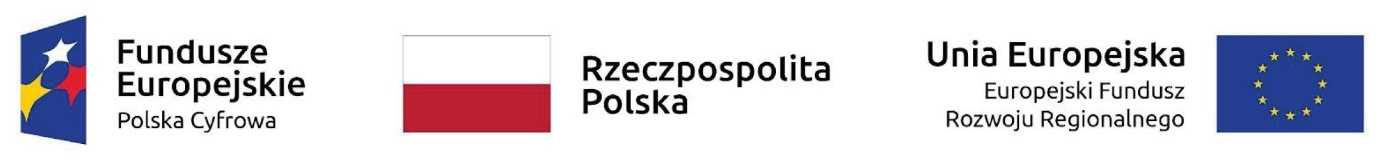 Fundusze
Europejskie
Polska Cyfrowa
Rzeczpospolita
Polska
Unia Europejska
Europejski Fundusz
Rozwoju Regionalnego